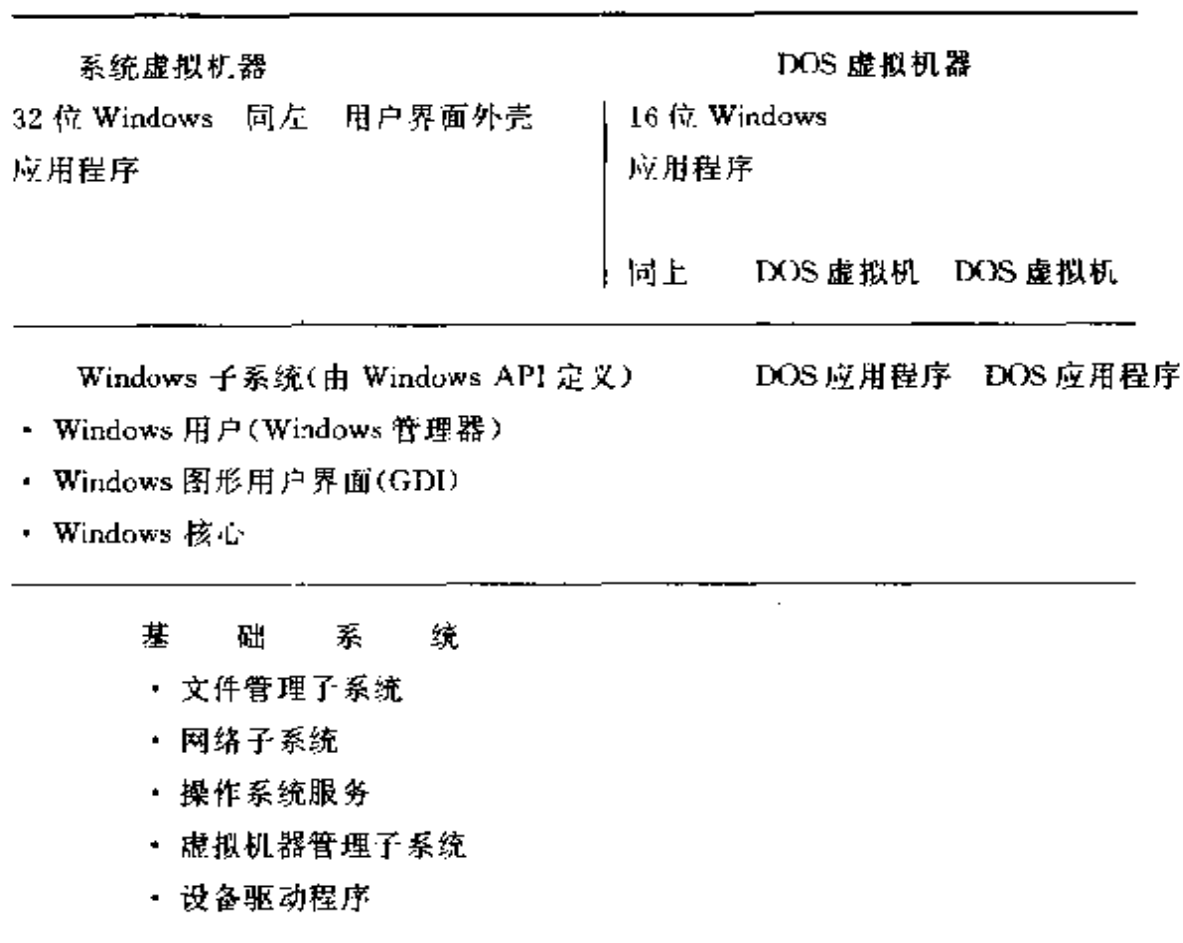 系统虚拟机器 DOS 虚拟机器
32 位 Windows 同左 用户界面外壳 16 位 Windows
应用程序 应用程序
同上 DOS 虚拟机 DOS 虚拟机
Windows 子系统(由 Windows API 定义) DOS 应用程序 DOS 应用程序
· Windows 用户(Windows 管理器)
· Windows 图形用户界面(GDI)
· Windows 核心
基 础 系 统
· 文件管理子系统
· 网络子系统
· 操作系统服务
· 虚拟机器管理子系统
· 设备驱动程序